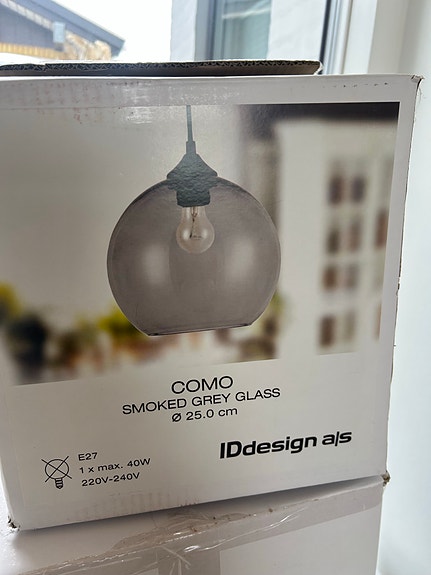 COMO
SMOKED GREY GLASS
Ø 25.0 cm
IDdesign a|s
E27
1 x max. 40W
220V-240V